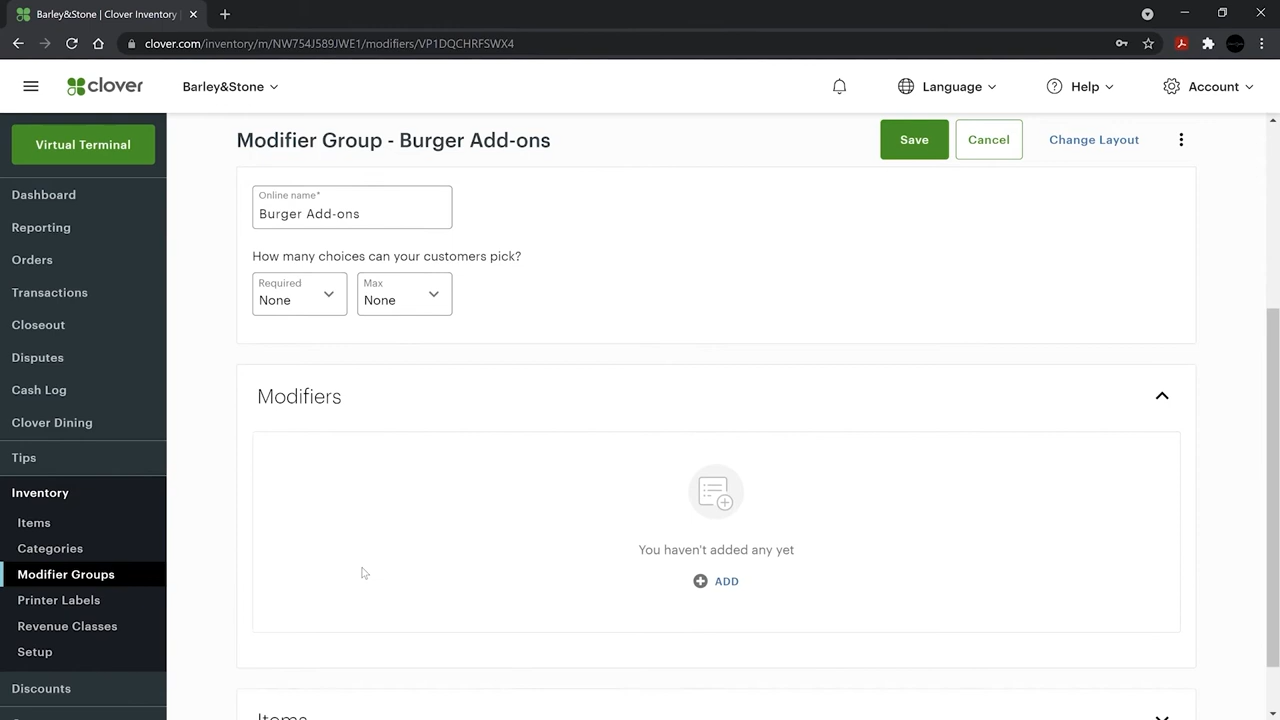 Barley&Stone | Clover Inventory
clover.com/inventory/m/NW754J589JWE1/modifiers/VP1DQCHRFSWX4
clover
Barley&Stone
Language
Help
Account
Virtual Terminal
Dashboard
Reporting
Orders
Transactions
Closeout
Disputes
Cash Log
Clover Dining
Tips
Inventory
Items
Categories
Modifier Groups
Printer Labels
Revenue Classes
Setup
Discounts
Modifier Group - Burger Add-ons
Save
Cancel
Change Layout
Online name*
Burger Add-ons
How many choices can your customers pick?
Required
None
Max
None
Modifiers
You haven't added any yet
ADD
Items